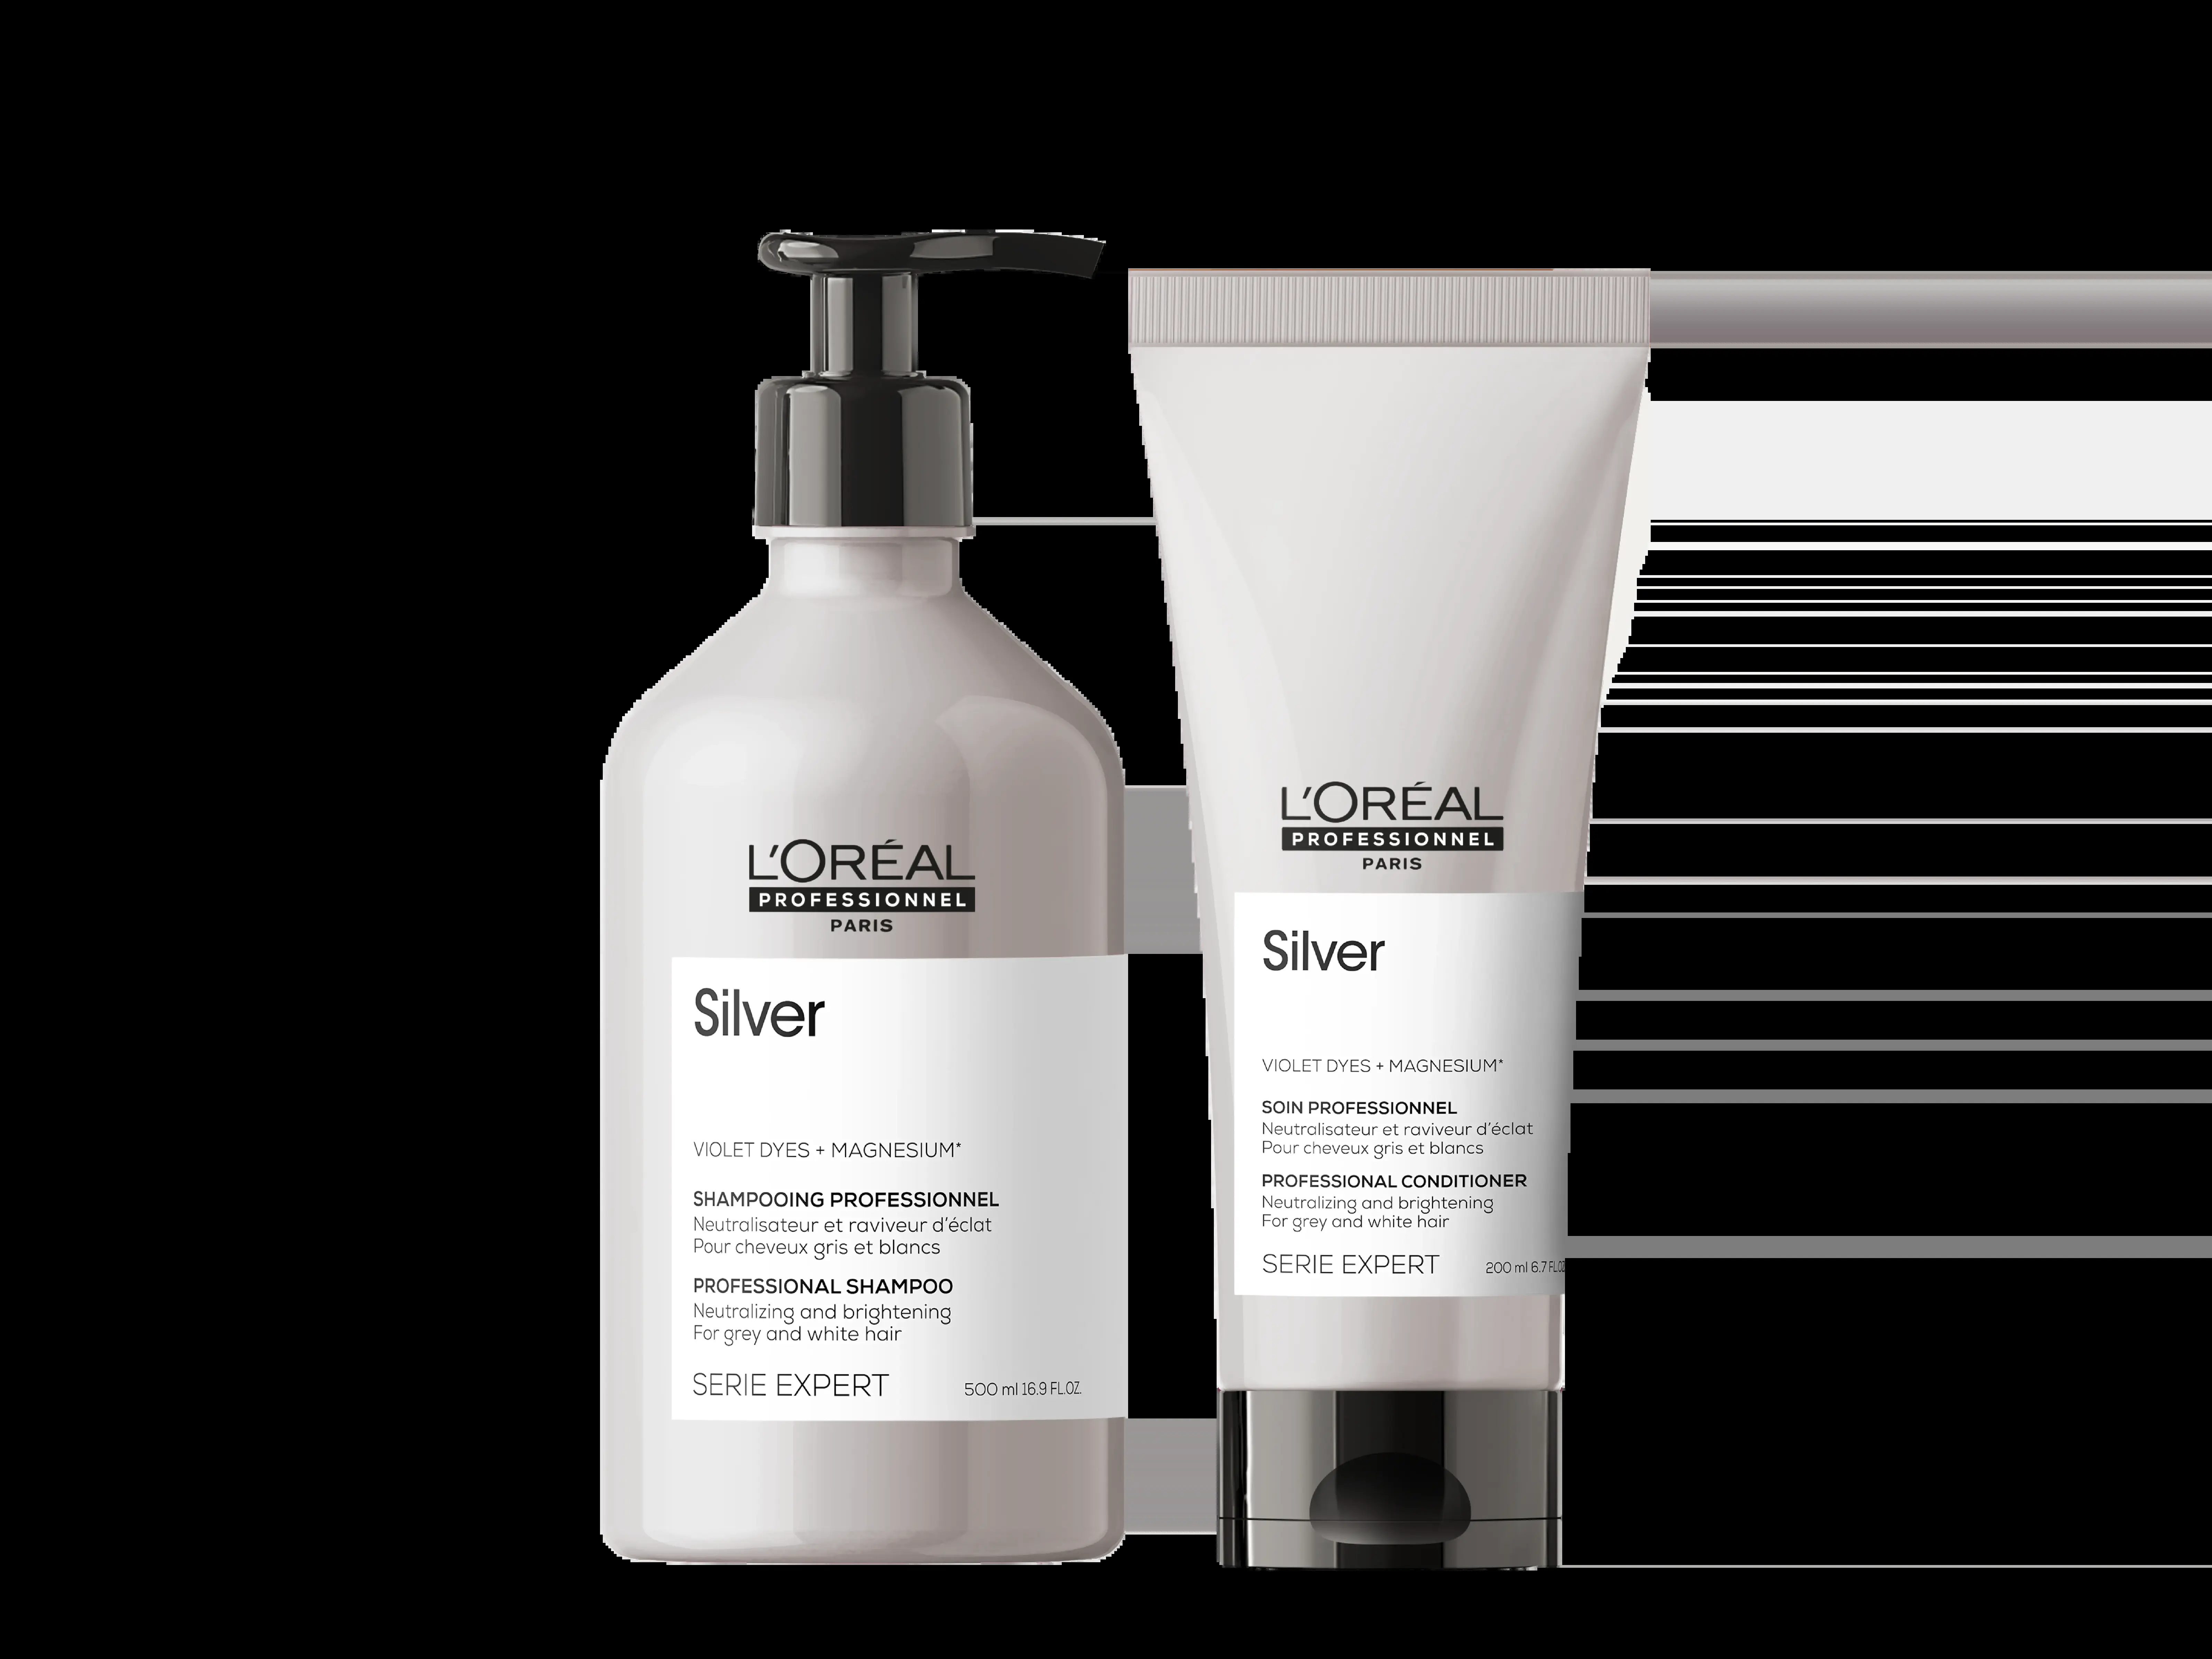 L'ORÉAL
PROFESSIONNEL
PARIS
Silver
VIOLET DYES + MAGNESIUM*
SHAMPOOING PROFESSIONNEL
Neutralisateur et raviveur d'éclat
Pour cheveux gris et blancs
PROFESSIONAL SHAMPOO
Neutralizing and brightening
For grey and white hair
SERIE EXPERT 500 ml 16.9 FL.OZ.
L'ORÉAL
PROFESSIONNEL
PARIS
Silver
VIOLET DYES + MAGNESIUM*
SOIN PROFESSIONNEL
Neutralisateur et raviveur d'éclat
Pour cheveux gris et blancs
PROFESSIONAL CONDITIONER
Neutralizing and brightening
For grey and white hair
SERIE EXPERT 200 ml 6.7 FL.OZ